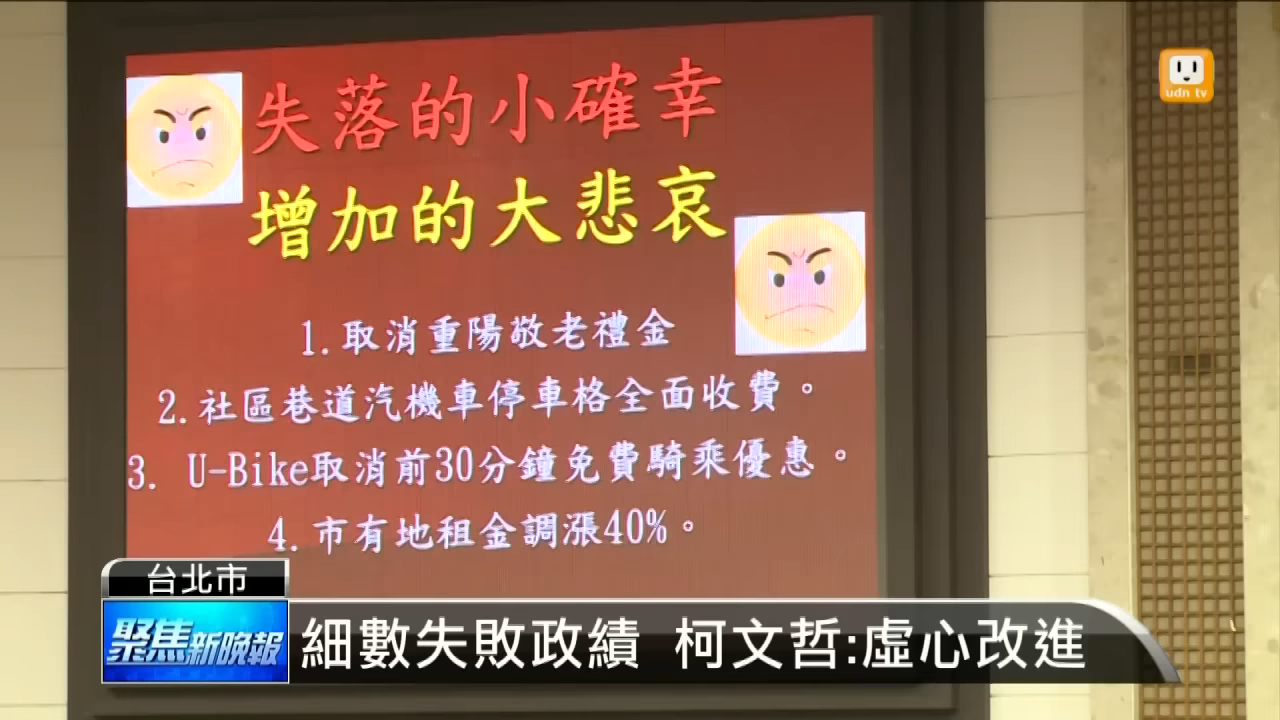 失落的小確幸
增加的大悲哀
1.取消重陽敬老禮金
2.社區巷道汽機車停車格全面收費。
3. U-Bike取消前30分鐘免費騎乘優惠。
4.市有地租金調漲40%。
udn tv
台北市
聚焦新晚報
細數失敗政績 柯文哲:虛心改進